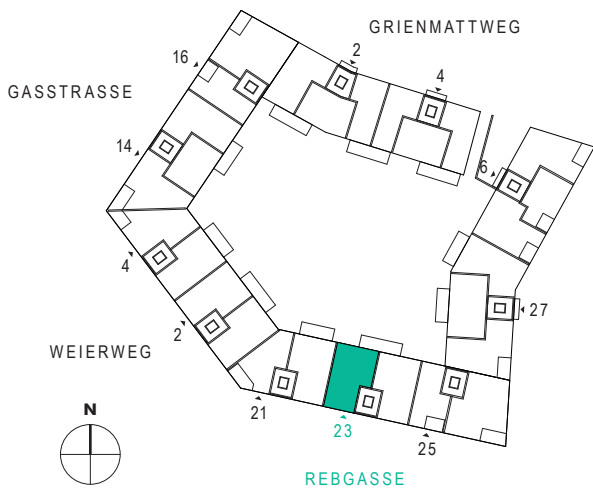 GRIENMATTWEG
2
16
4
GASSTRASSE
14
6
4
27
2
WEIERWEG
21
N
23
25
REBGASSE